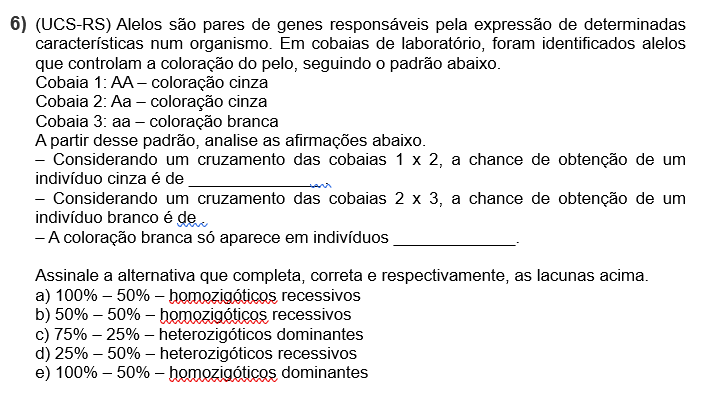 6) (UCS-RS) Alelos são pares de genes responsáveis pela expressão de determinadas
características num organismo. Em cobaias de laboratório, foram identificados alelos
que controlam a coloração do pelo, seguindo o padrão abaixo.
Cobaia 1: AA – coloração cinza
Cobaia 2: Aa – coloração cinza
Cobaia 3: aa – coloração branca
A partir desse padrão, analise as afirmações abaixo.
– Considerando um cruzamento das cobaias 1 x 2, a chance de obtenção de um
indivíduo cinza é de _________________.
– Considerando um cruzamento das cobaias 2 x 3, a chance de obtenção de um
indivíduo branco é de .
– A coloração branca só aparece em indivíduos ______________.
Assinale a alternativa que completa, correta e respectivamente, as lacunas acima.
a) 100% – 50% – homozigóticos recessivos
b) 50% – 50% – homozigóticos recessivos
c) 75% – 25% – heterozigóticos dominantes
d) 25% – 50% – heterozigóticos recessivos
e) 100% – 50% – homozigóticos dominantes